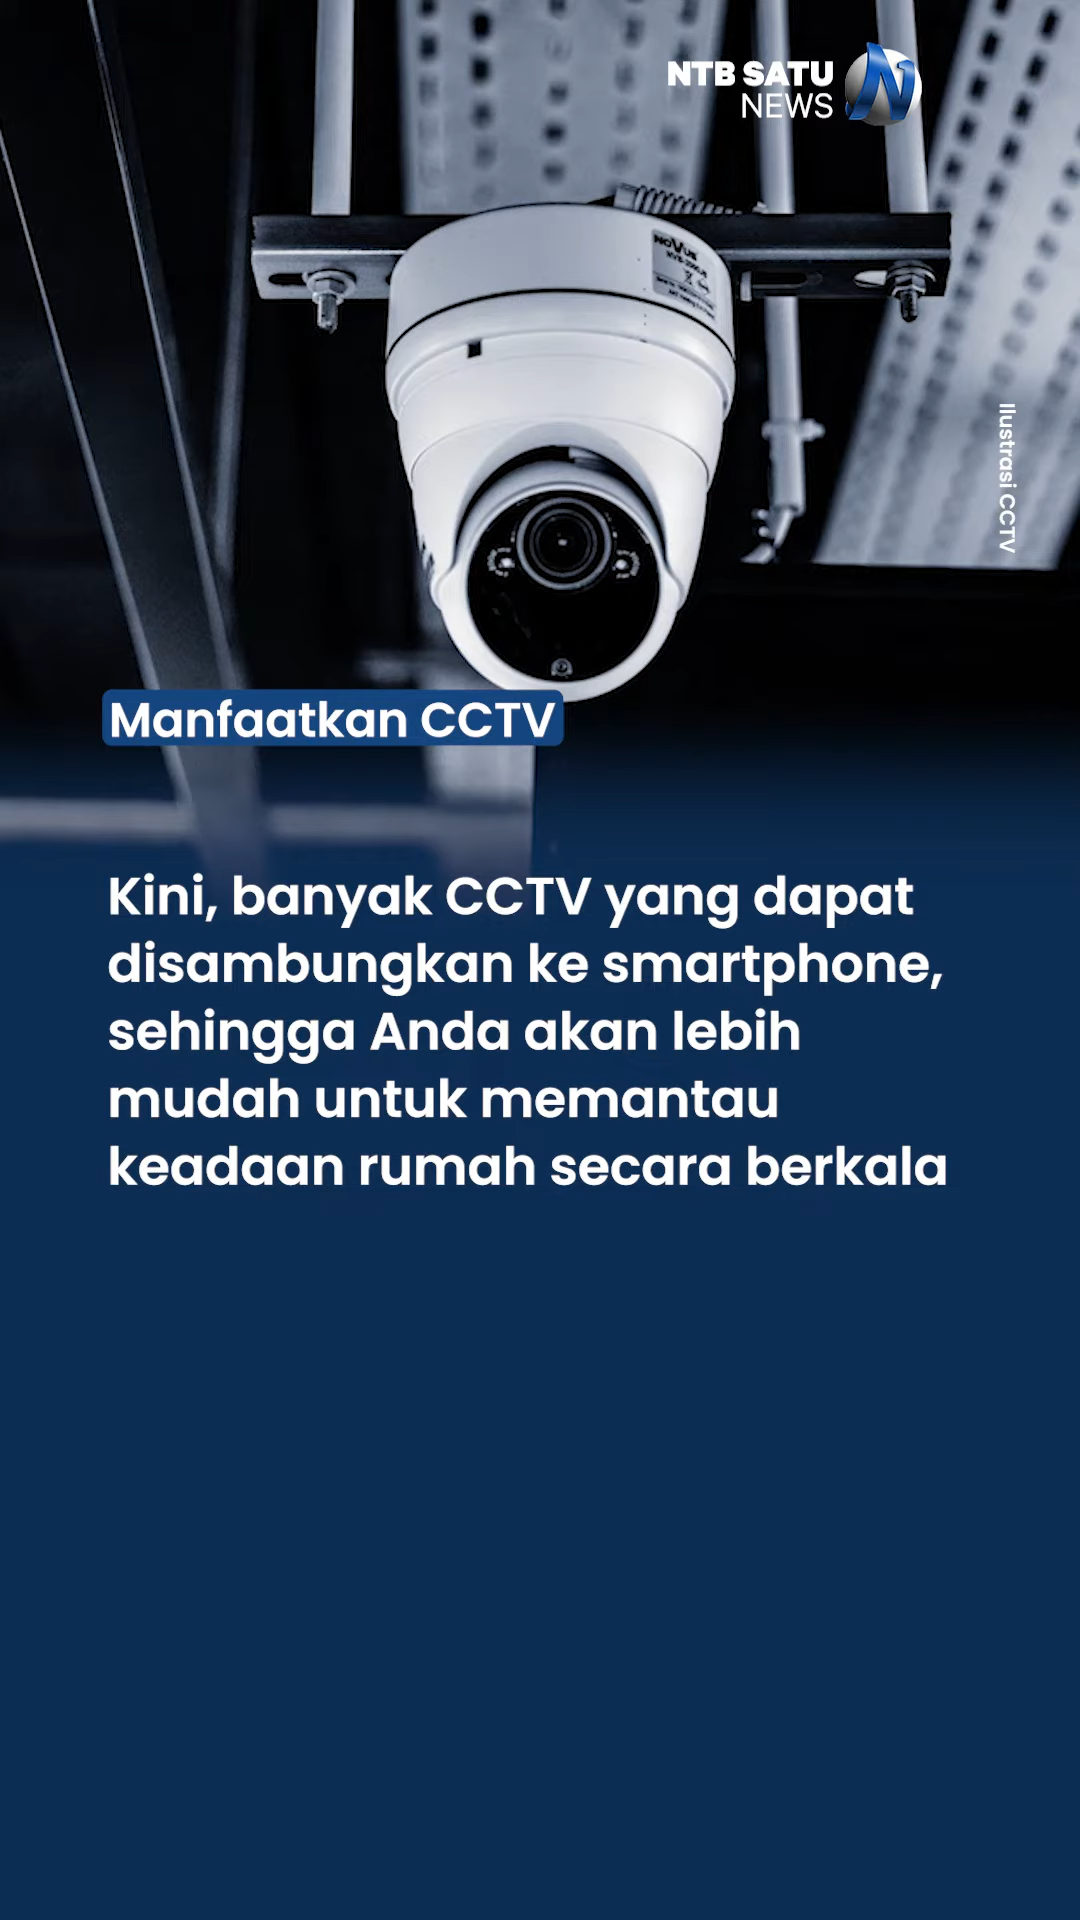 NTB SATU
NEWS
NOVUS
Ilustrasi CCTV
Manfaatkan CCTV
Kini, banyak CCTV yang dapat
disambungkan ke smartphone,
sehingga Anda akan lebih
mudah untuk memantau
keadaan rumah secara berkala